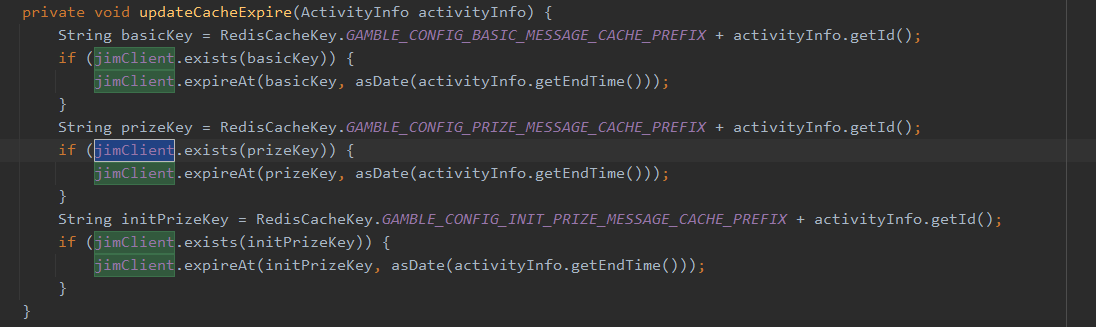 private void updateCacheExpire(ActivityInfo activityInfo) {
String basicKey = RedisCacheKey.GAMBLE_CONFIG_BASIC_MESSAGE_CACHE_PREFIX + activityInfo.getId();
if (jimClient.exists(basicKey)) {
jimClient.expireAt(basicKey, asDate(activityInfo.getEndTime()));
}
String prizeKey = RedisCacheKey.GAMBLE_CONFIG_PRIZE_MESSAGE_CACHE_PREFIX + activityInfo.getId();
if (jimClient.exists(prizeKey)) {
jimClient.expireAt(prizeKey, asDate(activityInfo.getEndTime()));
}
String initPrizeKey = RedisCacheKey.GAMBLE_CONFIG_INIT_PRIZE_MESSAGE_CACHE_PREFIX + activityInfo.getId();
if (jimClient.exists(initPrizeKey)) {
jimClient.expireAt(initPrizeKey, asDate(activityInfo.getEndTime()));
}
}